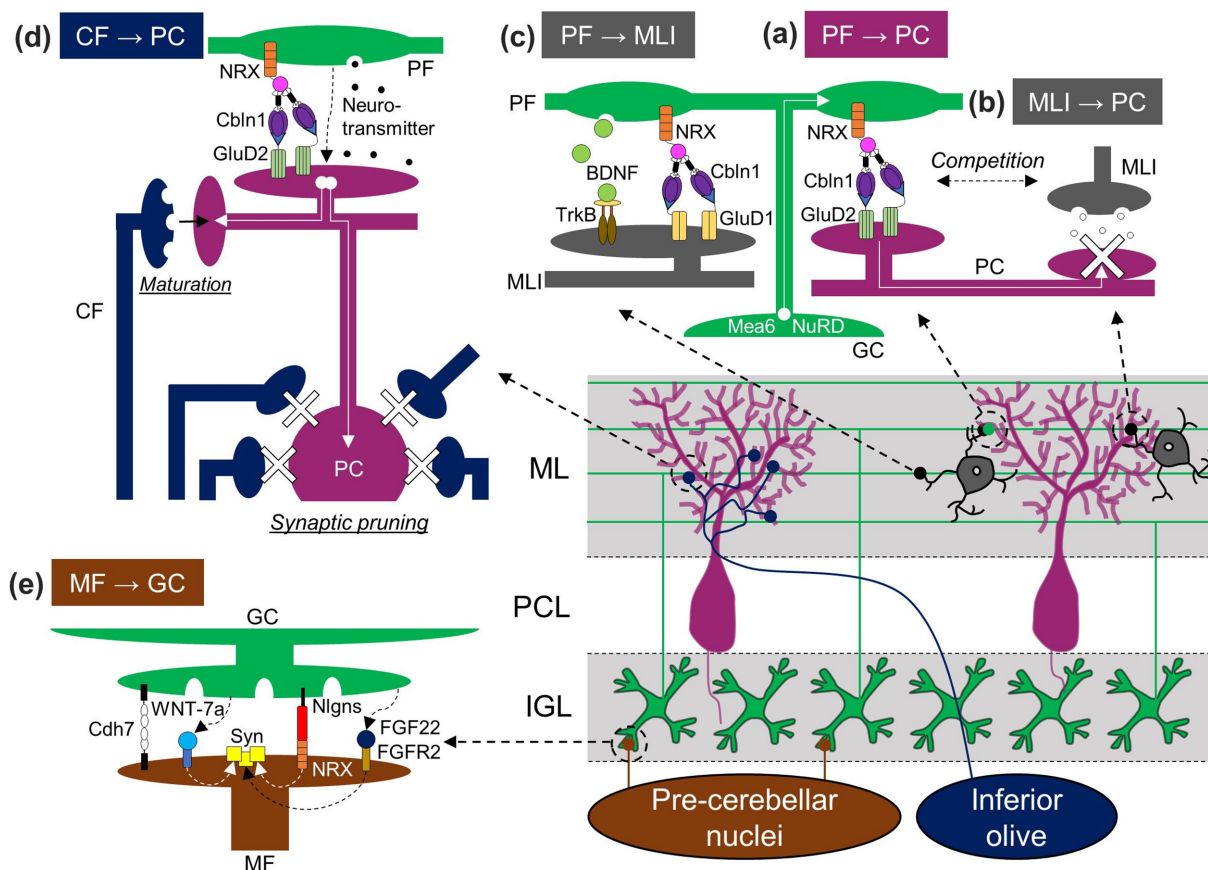 (d)
CF → PC
PF
NRX
Neuro-
transmitter
Cbln1
GluD2
Maturation
CF
PC
Synaptic pruning
(c)
PF → MLI
PF
NRX
BDNF
Cbln1
TrkB
GluD1
MLI
Mea6 NuRD
GC
(a)
PF → PC
NRX
Cbln1
GluD2
Competition
PC
(b)
MLI → PC
MLI
ML
PCL
IGL
Pre-cerebellar
nuclei
Inferior
olive
(e)
MF → GC
GC
WNT-7a
Nlgns
Cdh7
Syn
FGF22
FGFR2
NRX
MF